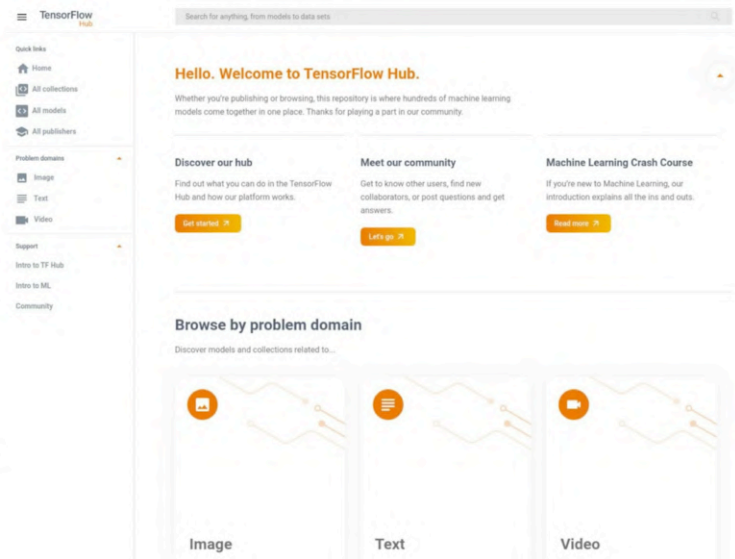 TensorFlow
Hub
Search for anything, from models to data sets
Quick links
Home
All collections
All models
All publishers
Problem domains
Image
Text
Video
Support
Intro to TF Hub
Intro to ML
Community
Hello. Welcome to TensorFlow Hub.
Whether you're publishing or browsing, this repository is where hundreds of machine learning
models come together in one place. Thanks for playing a part in our community.
Discover our hub
Find out what you can do in the TensorFlow
Hub and how our platform works.
Get started
Meet our community
Get to know other users, find new
collaborators, or post questions and get
answers.
Let's go
Machine Learning Crash Course
If you're new to Machine Learning, our
introduction explains all the ins and outs.
Read more
Browse by problem domain
Discover models and collections related to...
Image
Text
Video